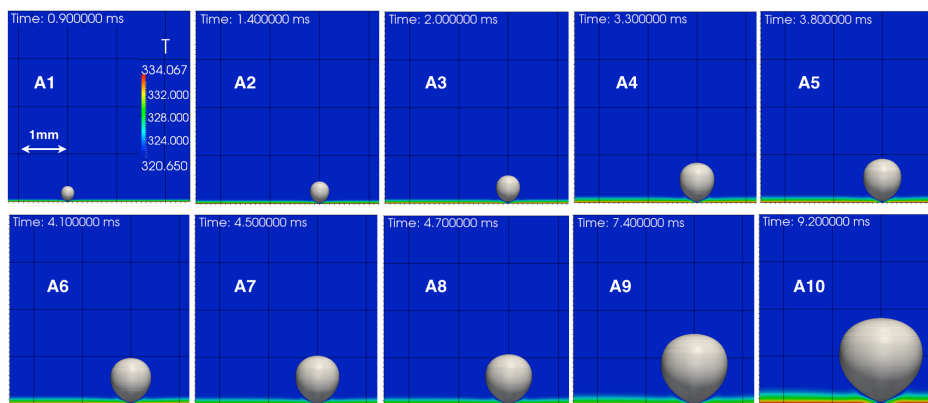 Time: 0.900000 ms
T
334.067
332.000
328.000
324.000
320.650
A1
1mm
Time: 1.400000 ms
A2
Time: 2.000000 ms
A3
Time: 3.300000 ms
A4
Time: 3.800000 ms
A5
Time: 4.100000 ms
A6
Time: 4.500000 ms
A7
Time: 4.700000 ms
A8
Time: 7.400000 ms
A9
Time: 9.200000 ms
A10